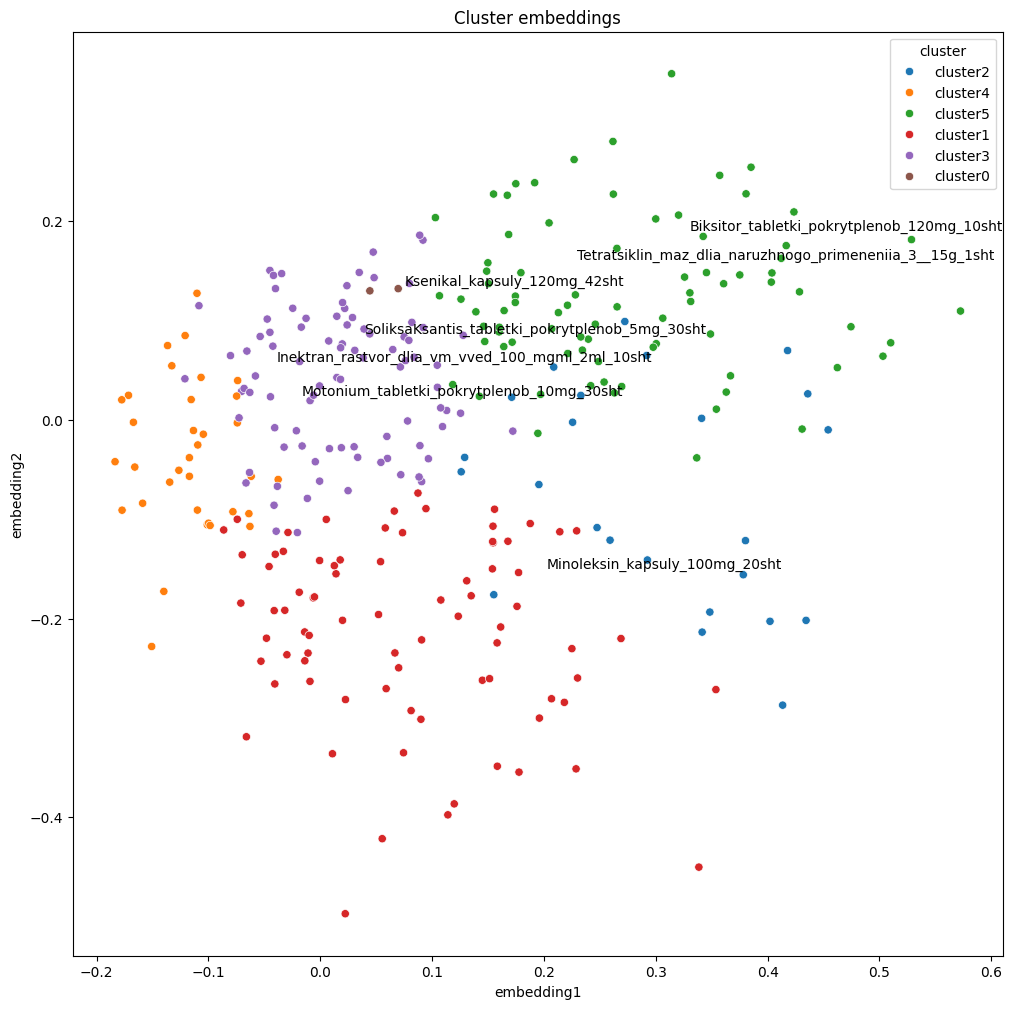 Cluster embeddings
cluster
cluster2
cluster4
cluster5
cluster1
cluster3
cluster0
Biksitor_tabletki_pokrytplenob_120mg_10sht
Tetratsiklin_maz_dlia_naruzhnogo_primeneniia_3__15g_1sht
Ksenikal_kapsuly_120mg_42sht
SoliksaKsantis_tabletki_pokrytplenob_5mg_30sht
Inektran_rastvor_dlia_vm_vved_100_mgml_2ml_10sht
Motonium_tabletki_pokrytplenob_10mg_30sht
Minoleksin_kapsuly_100mg_20sht
embedding2
0.2
0.0
−0.2
−0.4
−0.2
−0.1
0.0
0.1
0.2
0.3
0.4
0.5
0.6
embedding1